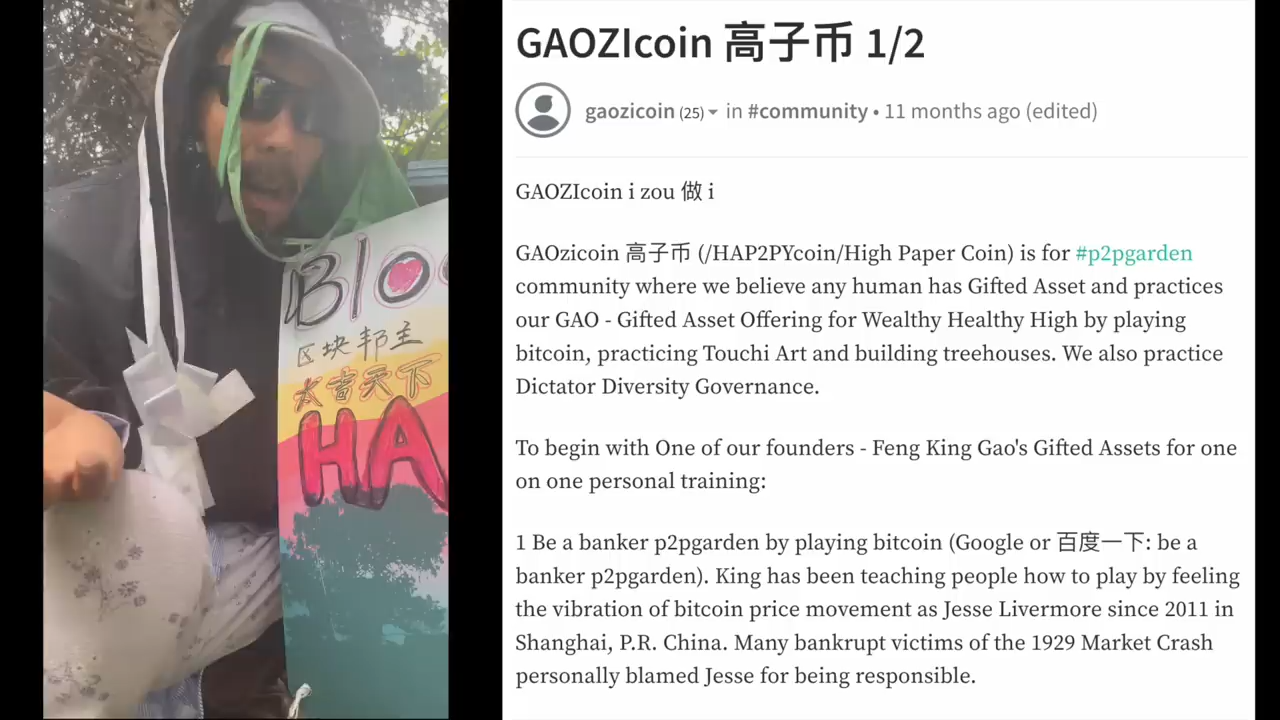 Blo
区块邦主
太音天下
HA
GAOZIcoin 高子币 1/2
gaozicoin (25) in #community • 11 months ago (edited)
GAOZIcoin i zou 做 i
GAOzicoin 高子币 (/HAP2PYcoin/High Paper Coin) is for #p2pgarden
community where we believe any human has Gifted Asset and practices
our GAO - Gifted Asset Offering for Wealthy Healthy High by playing
bitcoin, practicing Touchi Art and building treehouses. We also practice
Dictator Diversity Governance.
To begin with One of our founders - Feng King Gao's Gifted Assets for one
on one personal training:
1 Be a banker p2pgarden by playing bitcoin (Google or 百度一下: be a
banker p2pgarden). King has been teaching people how to play by feeling
the vibration of bitcoin price movement as Jesse Livermore since 2011 in
Shanghai, P.R. China. Many bankrupt victims of the 1929 Market Crash
personally blamed Jesse for being responsible.